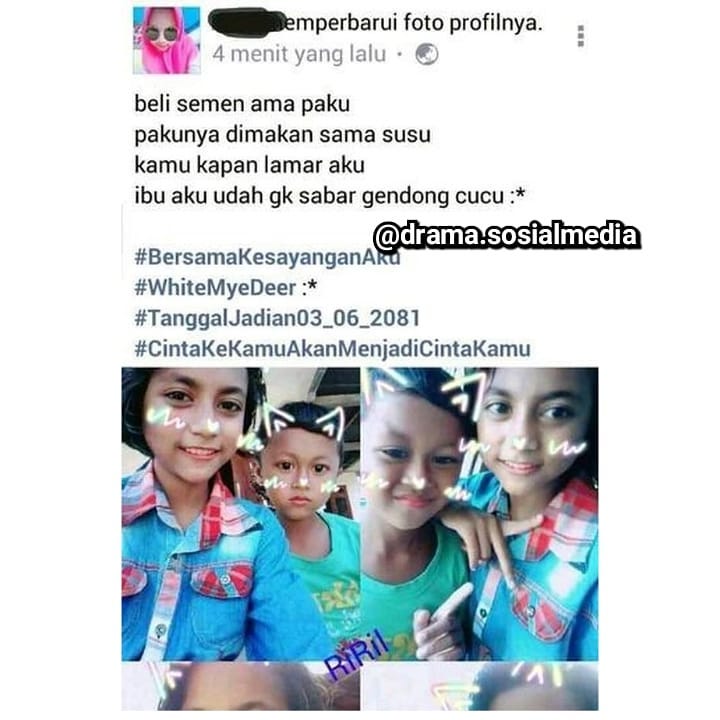 emperbarui foto profilnya.
4 menit yang lalu ·
beli semen ama paku
pakunya dimakan sama susu
kamu kapan lamar aku
ibu aku udah gk sabar gendong cucu :*
@drama.sosialmedia
#BersamaKesayanganAku
#WhiteMyeDeer :*
#TanggalJadian03_06_2081
#CintaKeKamuAkanMenjadiCintaKamu
RiRil